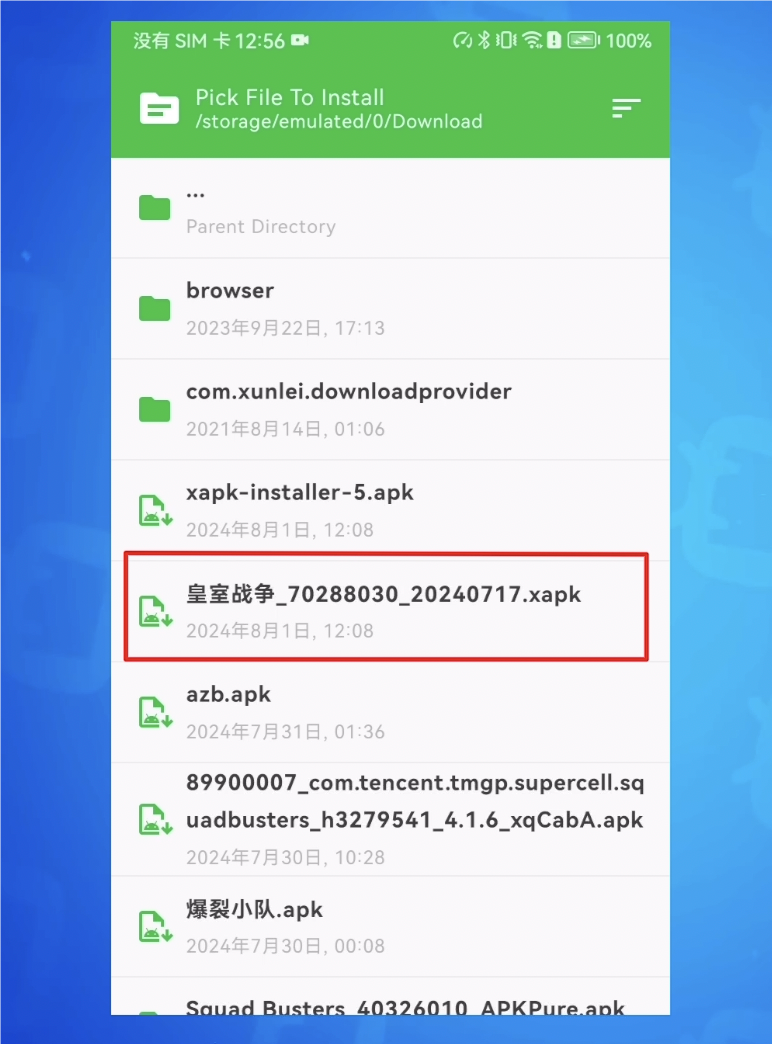 没有 SIM 卡 12:56
100%
Pick File To Install
/storage/emulated/0/Download
...
Parent Directory
browser
2023年9月22日, 17:13
com.xunlei.downloadprovider
2021年8月14日, 01:06
xapk-installer-5.apk
2024年8月1日, 12:08
皇室战争_70288030_20240717.xapk
2024年8月1日, 12:08
azb.apk
2024年7月31日, 01:36
89900007_com.tencent.tmgp.supercell.sq
uadbusters_h3279541_4.1.6_xqCabA.apk
2024年7月30日, 10:28
爆裂小队.apk
2024年7月30日, 00:08
Squad Busters_40326010_APKPure.apk